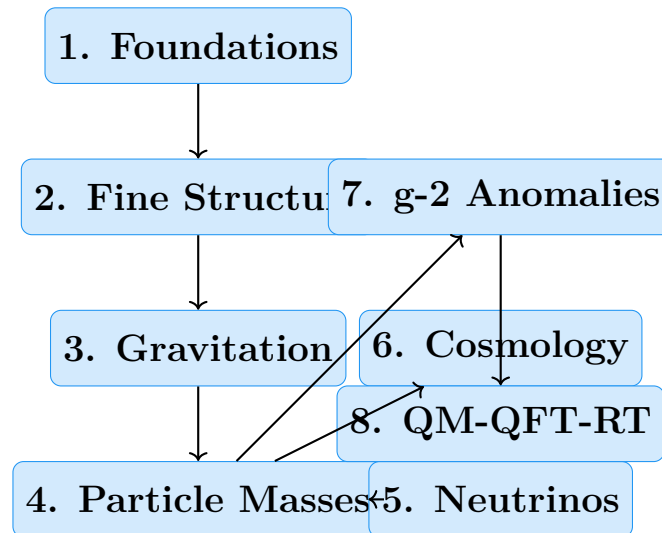 1. Foundations
2. Fine Structu
7. g-2 Anomalies
3. Gravitation
6. Cosmology
8. QM-QFT-RT
4. Particle Masses
5. Neutrinos